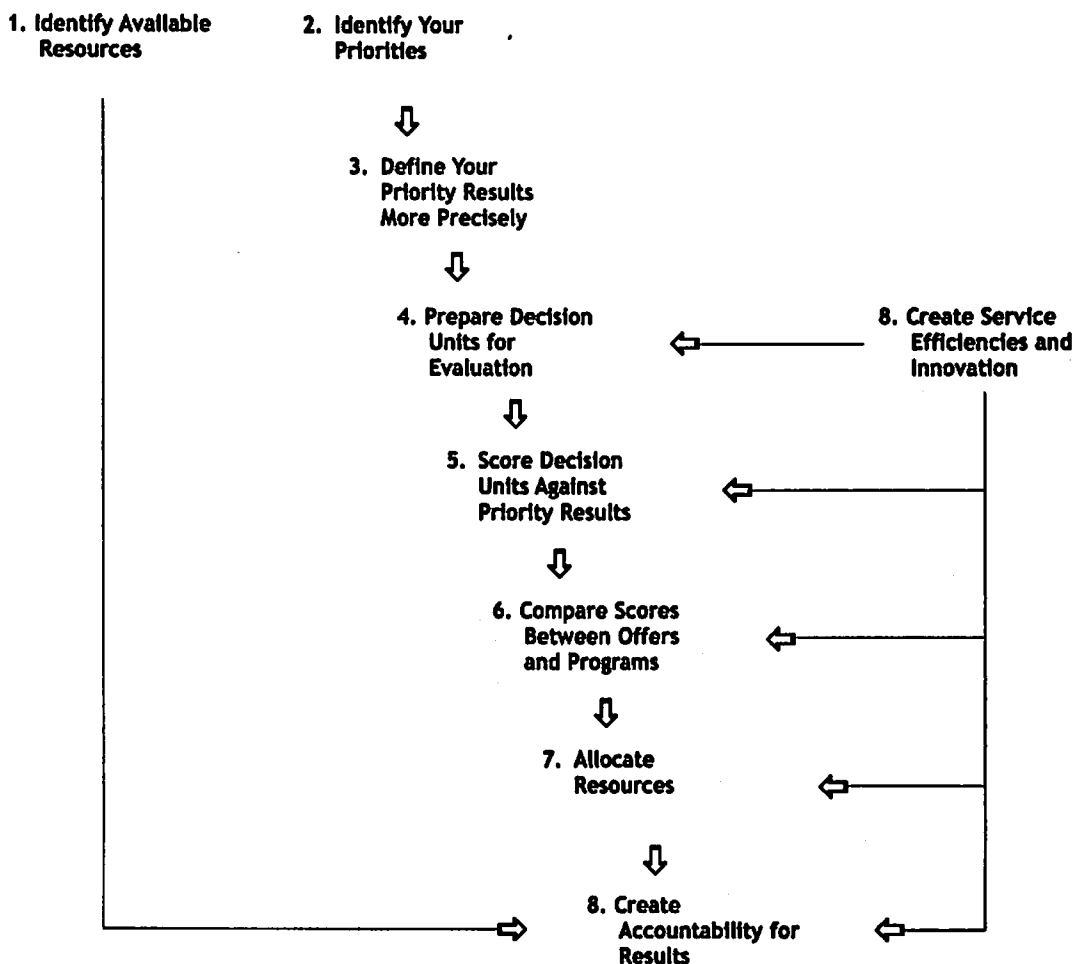 1. Identify Available
Resources
2. Identify Your
Priorities
3. Define Your
Priority Results
More Precisely
4. Prepare Decision
Units for
Evaluation
8. Create Service
Efficiencies and
Innovation
5. Score Decision
Units Against
Priority Results
6. Compare Scores
Between Offers
and Programs
7. Allocate
Resources
8. Create
Accountability for
Results